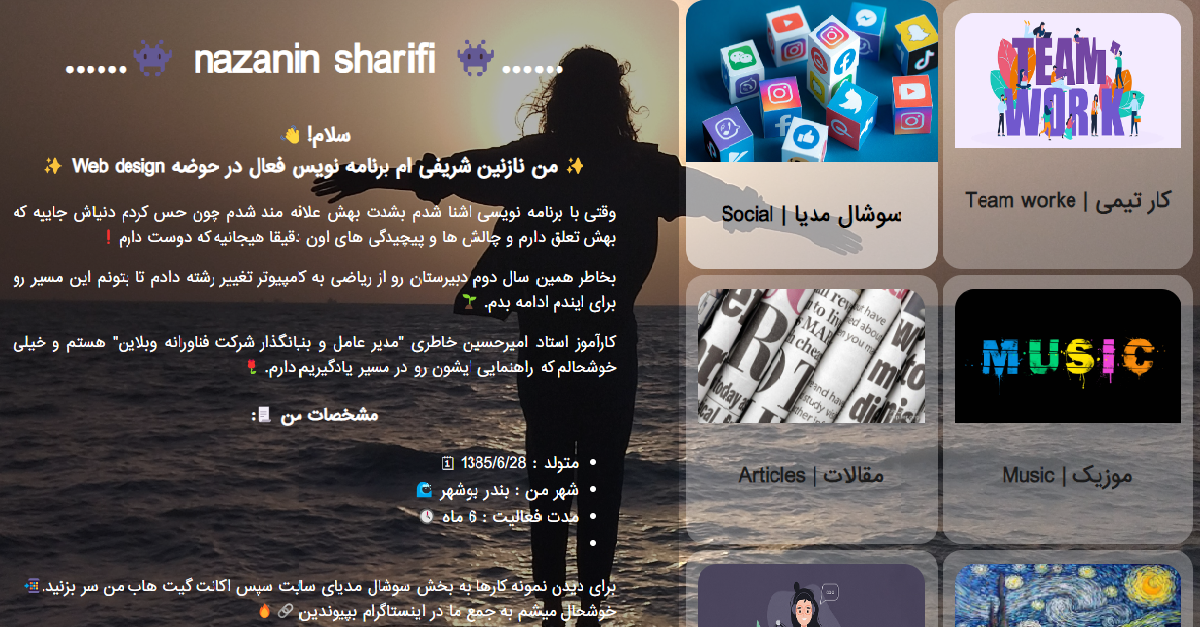 ...... nazanin sharifi ......
سلام! 👋
✨ من نازنین شریفی ام برنامه نویس فعال در حوضه Web design ✨
وقتی با برنامه نویسی اشنا شدم بشدت بهش علاقه مند شدم چون حس کردم دنیاش جاییه که
بهش تعلق دارم و چالش ها و پیچیدگی های اون دقیقا هیجانیه که دوست دارم ❗
بخاطر همین سال دوم دبیرستان رو از ریاضی به کمپیوتر تغییر رشته دادم تا بتونم این مسیر رو
برای ایندم ادامه بدم. 🌱
کارآموز استاد امیرحسین خاطری "مدیر عامل و بنیانگذار شرکت فناورانه وبلاین" هستم و خیلی
خوشحالم که راهنمایی ایشون رو در مسیر یادگیریم دارم. 🌹
مشخصات من 📃:
متولد : 1385/6/28 🗓
شهر من : بندر بوشهر 🌊
مدت فعالیت : 6 ماه 🕓
برای دیدن نمونه کارها به بخش سوشال مدیای سایت سپس اکانت گیت هاب من سر بزنید.
خوشحال میشم به جمع ما در اینستاگرام بپیوندین 🔗 🔥
سوشال مدیا | Social
TEAM
WORK
کار تیمی | Team worke
مقالات | Articles
MUSIC
موزیک | Music